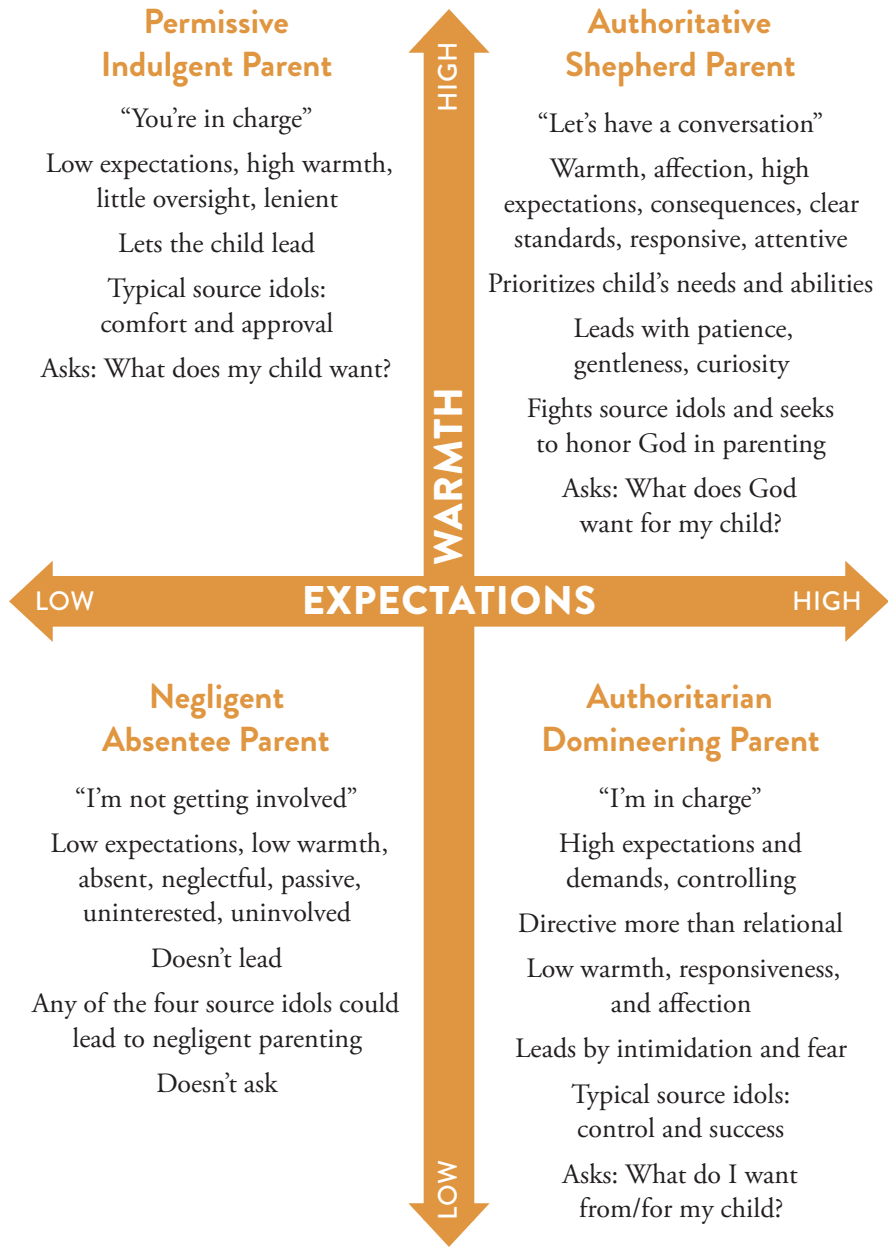 Permissive
Indulgent Parent
“You’re in charge”
Low expectations, high warmth,
little oversight, lenient
Lets the child lead
Typical source idols:
comfort and approval
Asks: What does my child want?
HIGH
WARMTH
Authoritative
Shepherd Parent
“Let’s have a conversation”
Warmth, affection, high
expectations, consequences, clear
standards, responsive, attentive
Prioritizes child’s needs and abilities
Leads with patience,
gentleness, curiosity
Fights source idols and seeks
to honor God in parenting
Asks: What does God
want for my child?
LOW
EXPECTATIONS
HIGH
Negligent
Absentee Parent
“I’m not getting involved”
Low expectations, low warmth,
absent, neglectful, passive,
uninterested, uninvolved
Doesn’t lead
Any of the four source idols could
lead to negligent parenting
Doesn’t ask
LOW
Authoritarian
Domineering Parent
“I’m in charge”
High expectations and
demands, controlling
Directive more than relational
Low warmth, responsiveness,
and affection
Leads by intimidation and fear
Typical source idols:
control and success
Asks: What do I want
from/for my child?